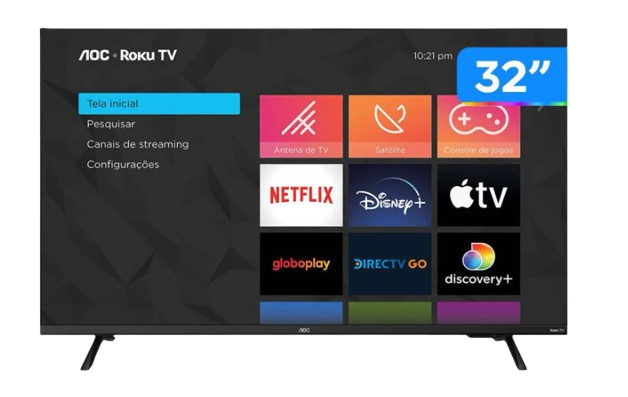 AOC • Roku TV
10:21 pm
32”
Tela inicial
Pesquisar
Canais de streaming
Configurações
Antena de TV
Satélite
Console de jogos
NETFLIX
Disney+
tv
globoplay
DIRECTV GO
discovery+
AOC
Roku TV